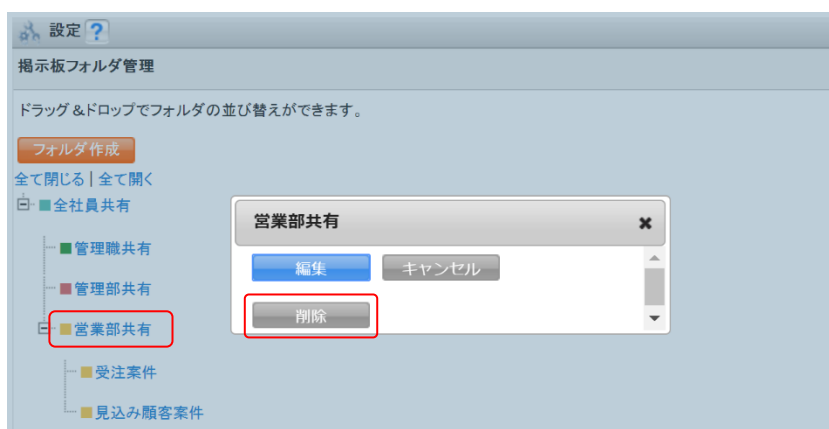 設定 ?
掲示板フォルダ管理
ドラッグ&ドロップでフォルダの並び替えができます。
フォルダ作成
全て閉じる | 全て開く
全社員共有
管理職共有
管理部共有
営業部共有
受注案件
見込み顧客案件
営業部共有
編集 キャンセル
削除